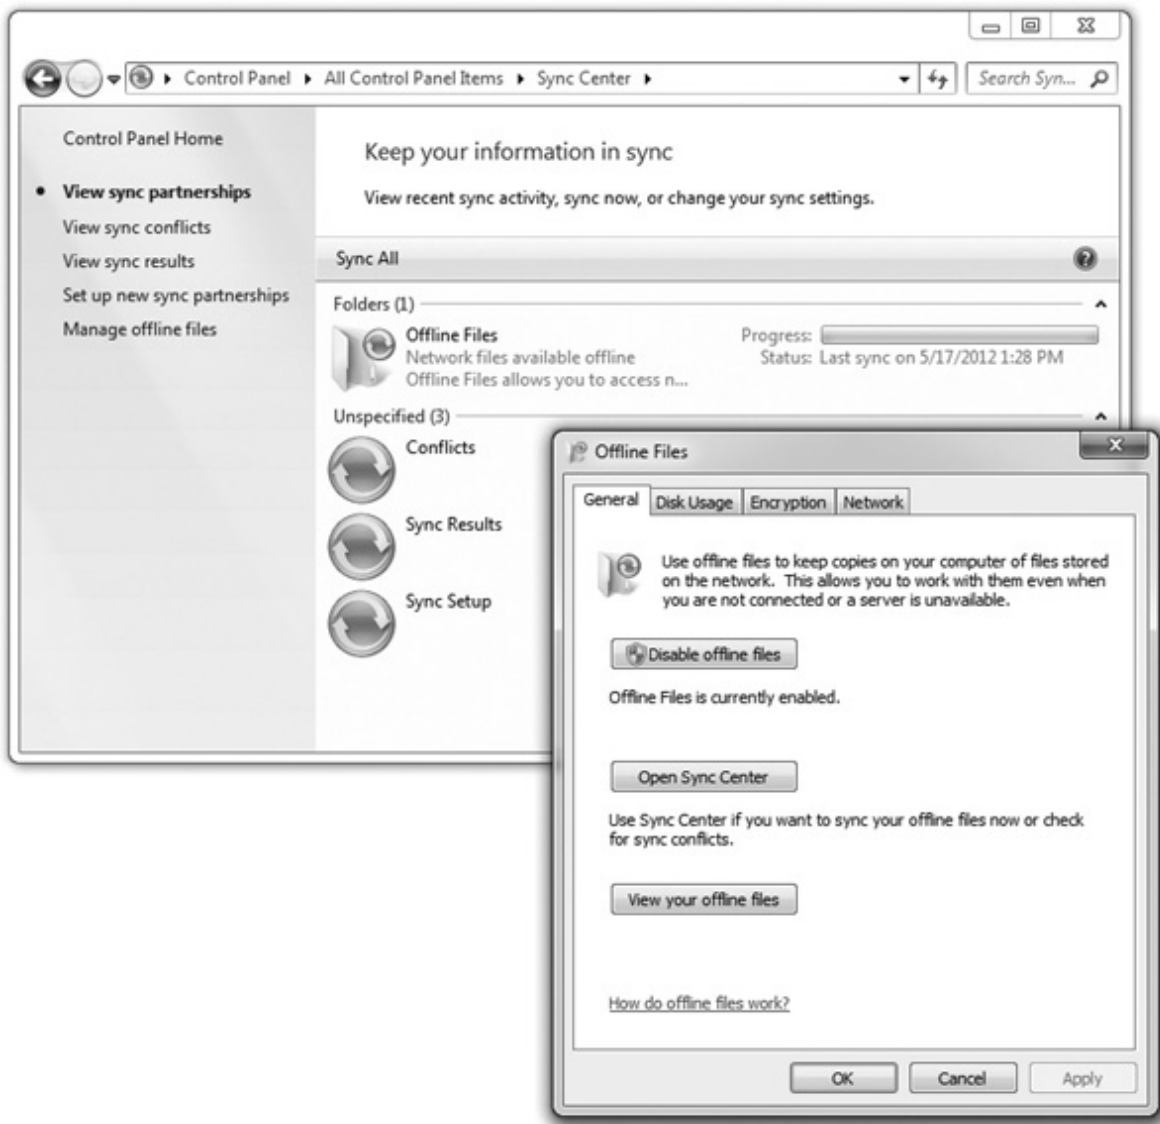 Control Panel
All Control Panel Items
Sync Center
Search Syn...
Control Panel Home
View sync partnerships
View sync conflicts
View sync results
Set up new sync partnerships
Manage offline files
Keep your information in sync
View recent sync activity, sync now, or change your sync settings.
Sync All
Folders (1)
Offline Files
Network files available offline
Offline Files allows you to access n...
Progress:
Status: Last sync on 5/17/2012 1:28 PM
Unspecified (3)
Conflicts
Sync Results
Sync Setup
Offline Files
General
Disk Usage
Encryption
Network
Use offline files to keep copies on your computer of files stored
on the network. This allows you to work with them even when
you are not connected or a server is unavailable.
Disable offline files
Offline Files is currently enabled.
Open Sync Center
Use Sync Center if you want to sync your offline files now or check
for sync conflicts.
View your offline files
How do offline files work?
OK
Cancel
Apply